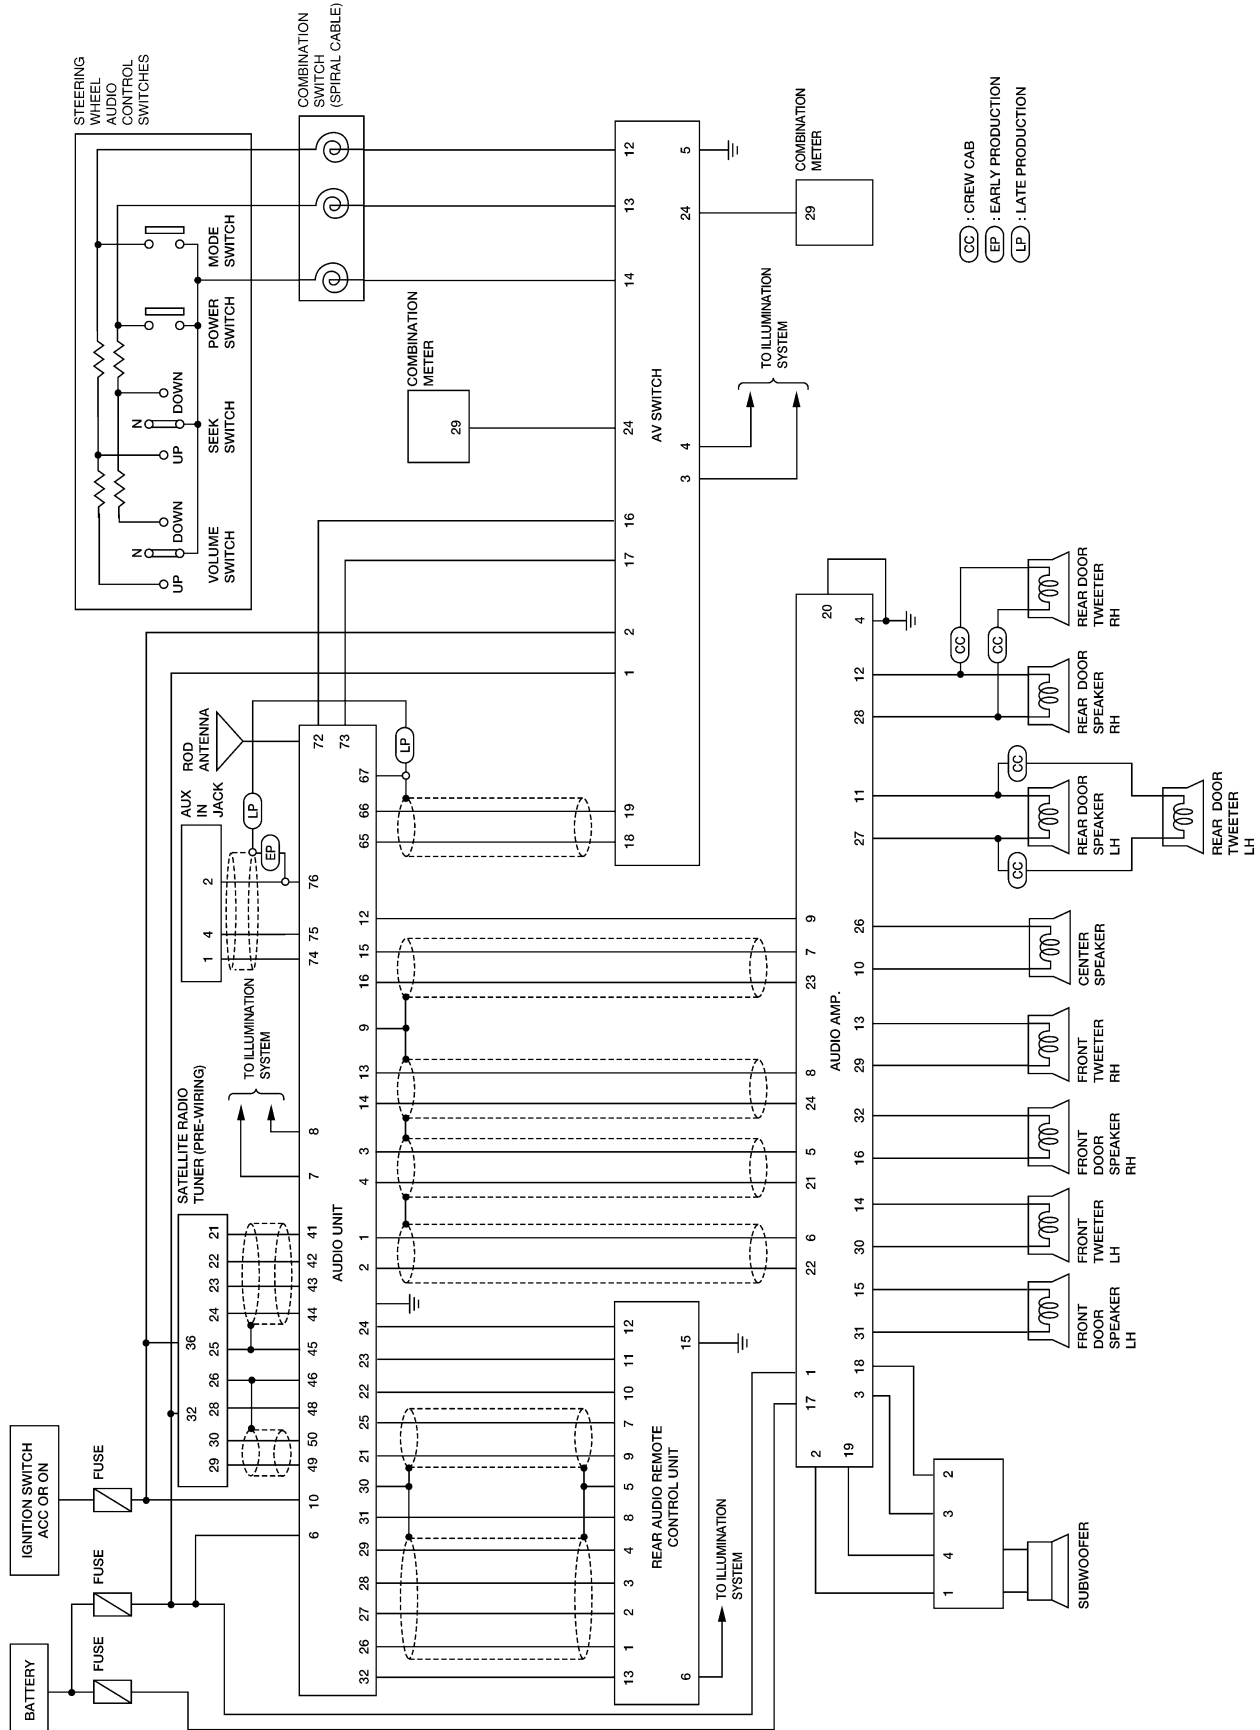 STEERING
WHEEL
AUDIO
CONTROL
SWITCHES
COMBINATION
SWITCH
(SPIRAL CABLE)
MODE
SWITCH
POWER
SWITCH
DOWN
N
UP
SEEK
SWITCH
DOWN
N
UP
VOLUME
SWITCH
COMBINATION
METER
29
12
13
14
24
16
17
2
1
19
18
AV SWITCH
5
24
4
3
COMBINATION
METER
29
TO ILLUMINATION
SYSTEM
CC : CREW CAB
EP : EARLY PRODUCTION
LP : LATE PRODUCTION
ROD
ANTENNA
AUX
IN
JACK
2
4
1
LP
EP
LP
TO ILLUMINATION
SYSTEM
SATELLITE RADIO
TUNER (PRE-WIRING)
21
22
23
24
25
26
28
30
29
36
32
72
73
76
75
74
8
7
41
42
43
44
45
46
48
50
49
10
6
AUDIO UNIT
67
66
65
12
15
16
9
13
14
3
4
1
2
24
23
22
25
21
30
31
29
28
27
26
32
IGNITION SWITCH
ACC OR ON
FUSE
FUSE
BATTERY
FUSE
12
11
10
7
9
5
8
4
3
2
1
13
REAR AUDIO REMOTE
CONTROL UNIT
15
6
TO ILLUMINATION
SYSTEM
9
7
23
8
24
5
21
6
22
1
17
AUDIO AMP.
20
4
12
28
11
27
26
10
13
29
32
16
14
30
15
31
18
3
2
19
CC
CC
CC
CC
REAR DOOR
TWEETER
RH
REAR DOOR
SPEAKER
RH
REAR DOOR
SPEAKER
LH
REAR DOOR
TWEETER
LH
CENTER
SPEAKER
FRONT
TWEETER
RH
FRONT
DOOR
SPEAKER
RH
FRONT
TWEETER
LH
FRONT
DOOR
SPEAKER
LH
2
3
4
1
SUBWOOFER